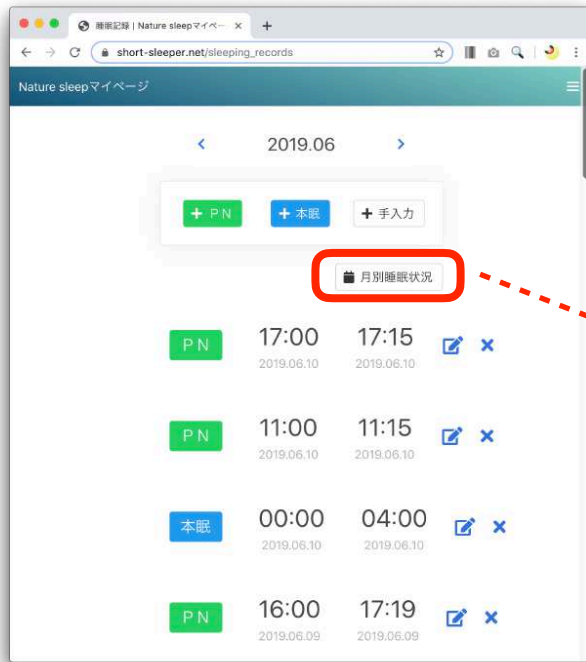 睡眠記録 | Nature sleepマイペー
short-sleeper.net/sleeping_records
Nature sleepマイページ
2019.06
+ PN + 本眠 + 手入力
月別睡眠状況
PN 17:00 17:15
2019.06.10 2019.06.10
PN 11:00 11:15
2019.06.10 2019.06.10
本眠 00:00 04:00
2019.06.10 2019.06.10
PN 16:00 17:19
2019.06.09 2019.06.09